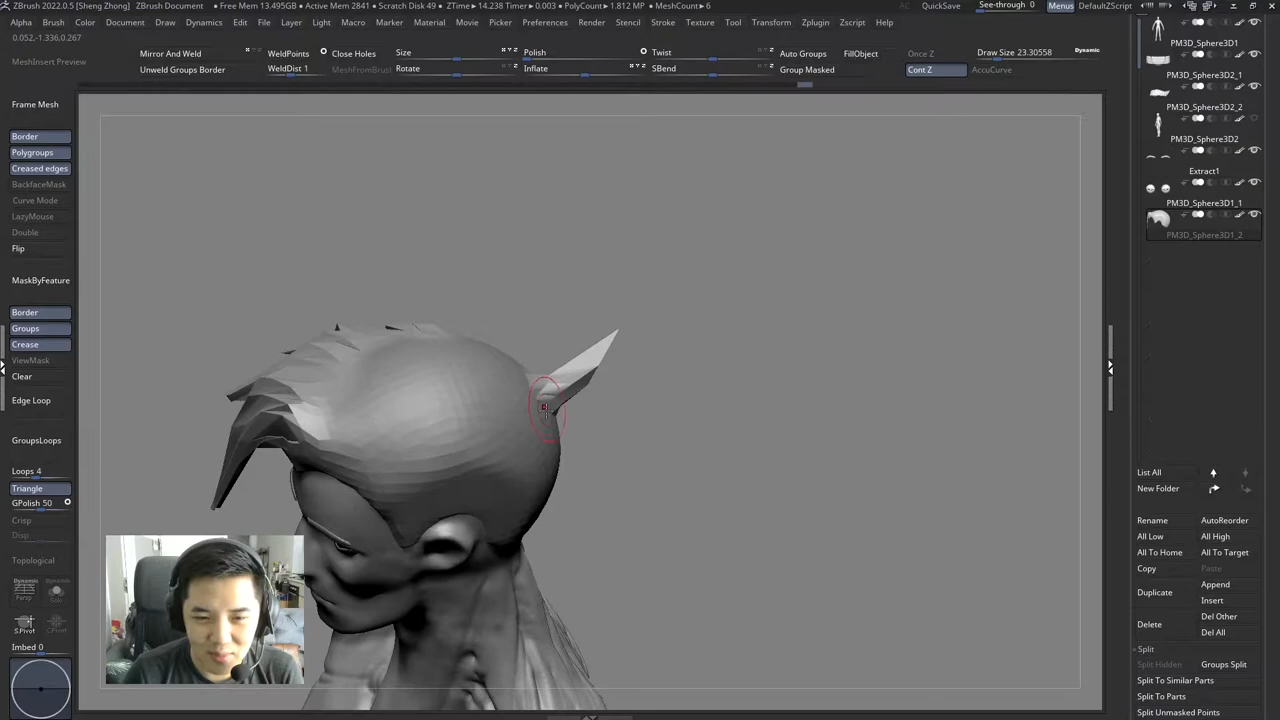 ZBrush 2022.0.5 [Sheng Zhong]   ZBrush Document   ● Free Mem 13.495GB ● Active Mem 2841 ● Scratch Disk 49 ● ZTime▸14.238 Timer▸0.003 ● PolyCount▸1.812 MP ● MeshCount▸6   AC   QuickSave   See-through 0   Menus   DefaultZScript
Alpha   Brush   Color   Document   Draw   Dynamics   Edit   File   Layer   Light   Macro   Marker   Material   Movie   Picker   Preferences   Render   Stencil   Stroke   Texture   Tool   Transform   Zplugin   Zscript   Help
0.052,-1.336,0.267
MeshInsert Preview
Mirror And Weld   WeldPoints   Close Holes   Size   Polish   Twist   Auto Groups   FillObject   Once Z   Draw Size 23.30558   Dynamic
Unweld Groups Border   WeldDist 1   MeshFromBrush   Rotate   Inflate   SBend   Group Masked   Cont Z   AccuCurve
Frame Mesh
Border
Polygroups
Creased edges
BackfaceMask
Curve Mode
LazyMouse
Double
Flip
MaskByFeature
Border
Groups
Crease
ViewMask
Clear
Edge Loop
GroupsLoops
Loops 4
Triangle
GPolish 50
Crisp
Disp
Topological
Dynamic
Persp
Dynamic
Solo
S.Pivot
C.Pivot
Imbed 0
PM3D_Sphere3D1
PM3D_Sphere3D2_1
PM3D_Sphere3D2_2
PM3D_Sphere3D2
Extract1
PM3D_Sphere3D1_1
PM3D_Sphere3D1_2
List All
New Folder
Rename   AutoReorder
All Low   All High
All To Home   All To Target
Copy   Paste
Append
Duplicate   Insert
Del Other
Delete   Del All
Split
Split Hidden   Groups Split
Split To Similar Parts
Split To Parts
Split Unmasked Points